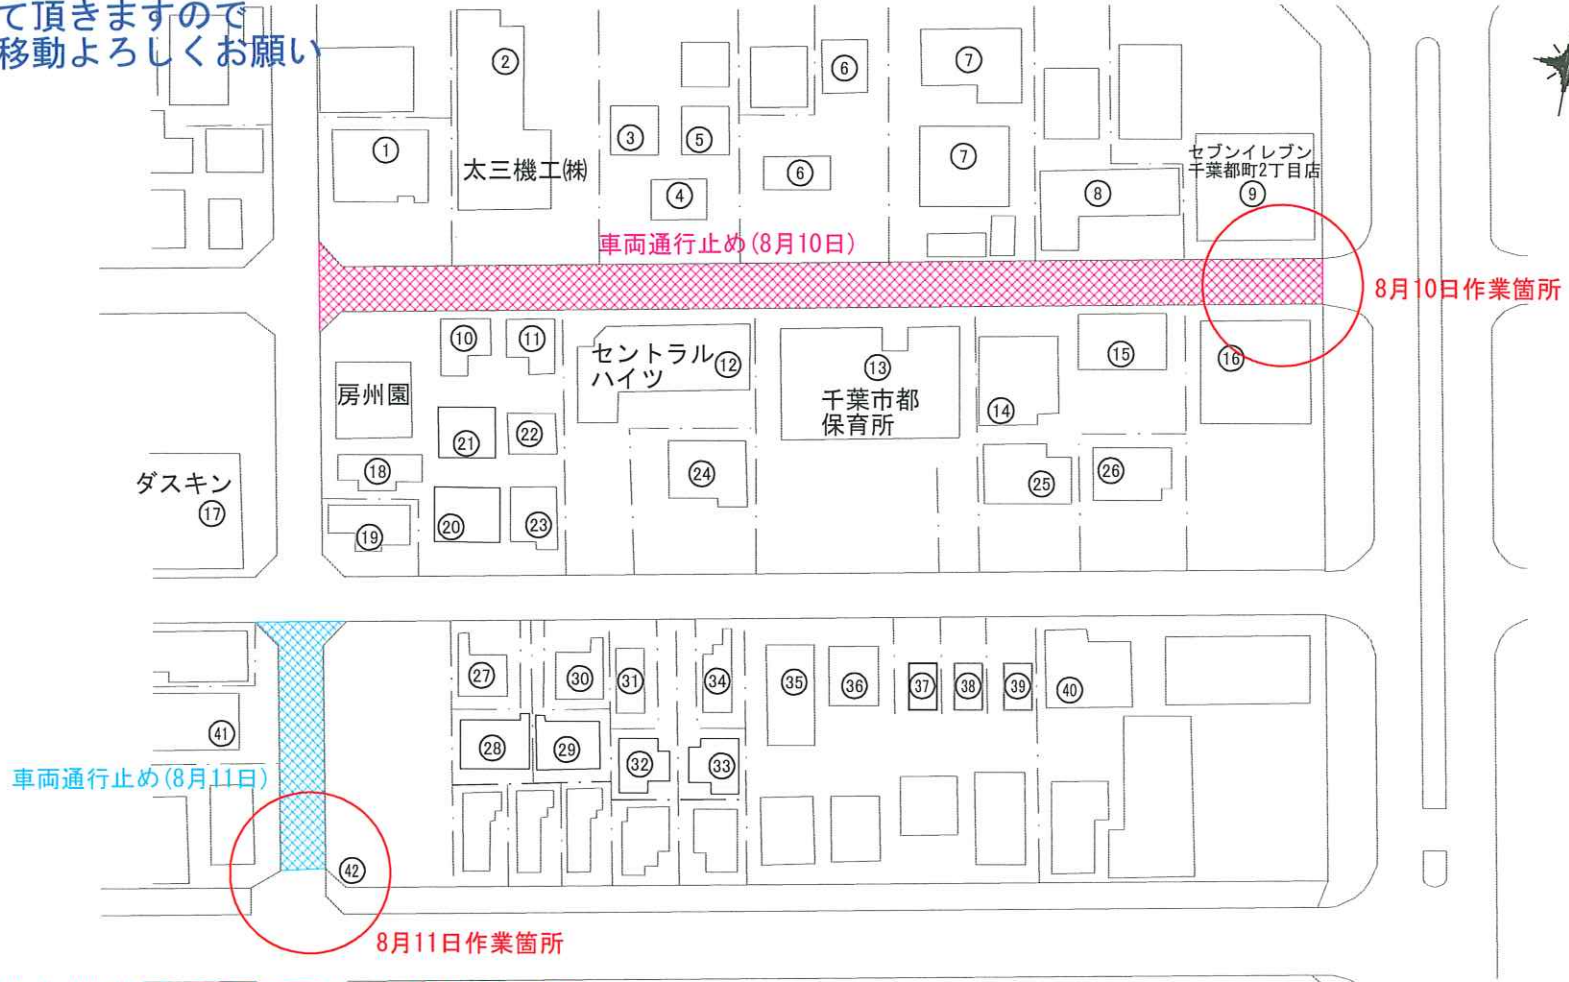 て頂きますので
移動よろしくお願い
②
⑥
⑦
①
③
⑤
太三機工㈱
④
⑥
⑦
⑧
セブンイレブン
千葉都町2丁目店
⑨
車両通行止め(8月10日)
8月10日作業箇所
⑩
⑪
セントラル
ハイツ
⑫
⑬
千葉市都
保育所
⑭
⑮
⑯
房州園
㉑
㉒
⑱
㉔
㉕
㉖
ダスキン
⑰
⑲
⑳
㉓
㉗
㉚
㉛
㉞
㉟
㊱
㊲
㊳
㊴
㊵
㊶
㉘
㉙
㉜
㉝
車両通行止め(8月11日)
㊷
8月11日作業箇所